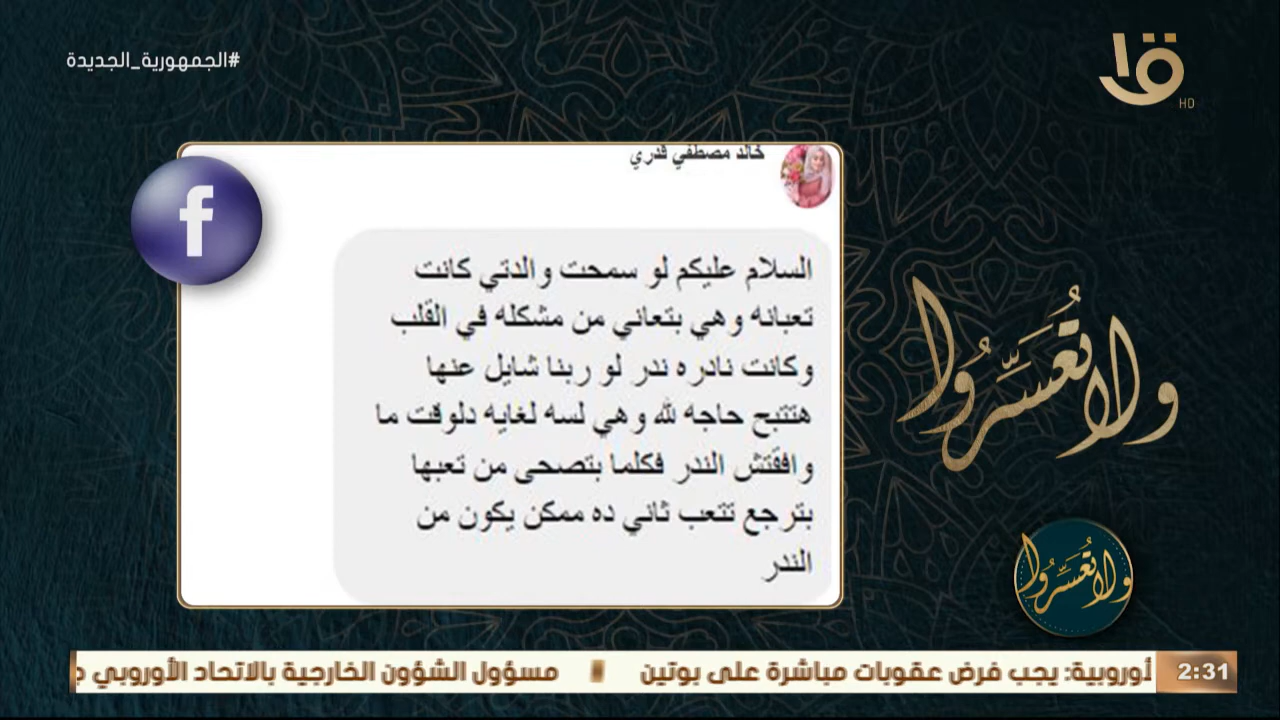 #الجمهورية_الجديدة
HD
خالد مصطفي قدري
السلام عليكم لو سمحت والدتي كانت
تعبانه وهي بتعاني من مشكله في القلب
وكانت نادره ندر لو ربنا شايل عنها
هتتبح حاجه لله وهي لسه لغايه دلوقت ما
وافقتش الندر فكلما بتصحى من تعبها
بترجع تتعب ثاني ده ممكن يكون من
الندر
ولا تعسروا
ولا تعسروا
2:31
أوروبية: يجب فرض عقوبات مباشرة على بوتين
مسؤول الشؤون الخارجية بالاتحاد الأوروبي